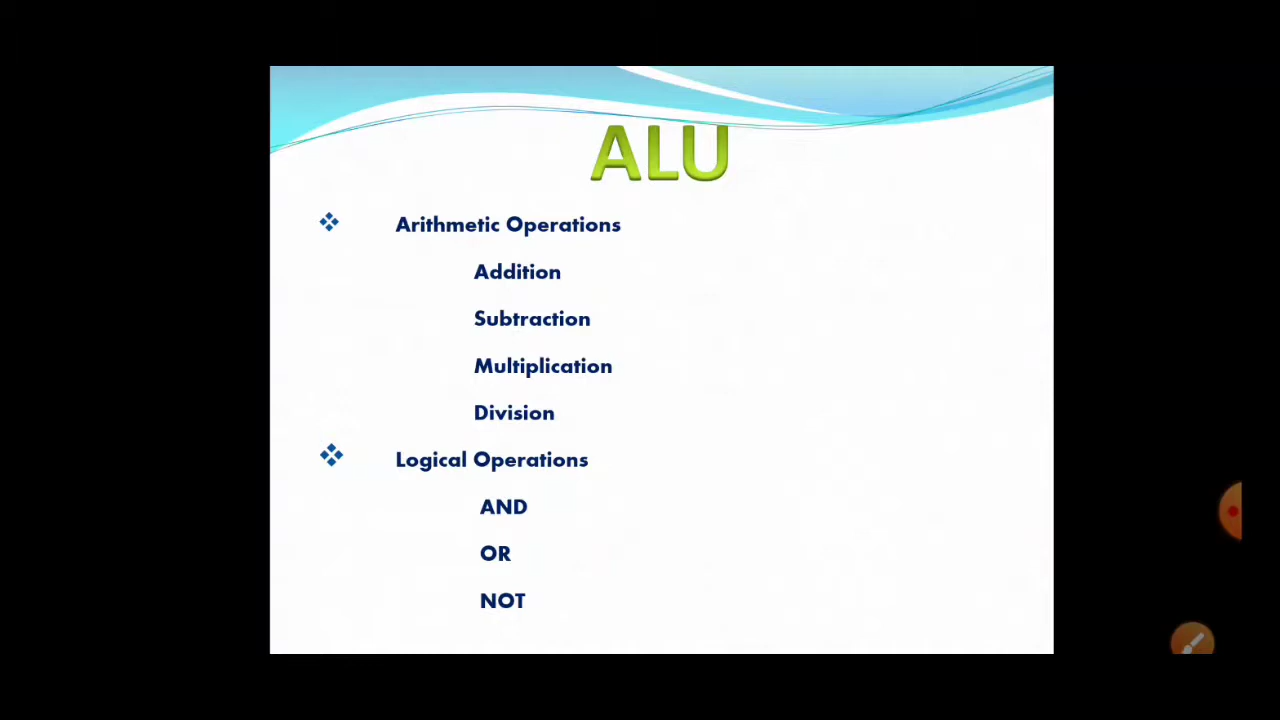 ALU
Arithmetic Operations
Addition
Subtraction
Multiplication
Division
Logical Operations
AND
OR
NOT